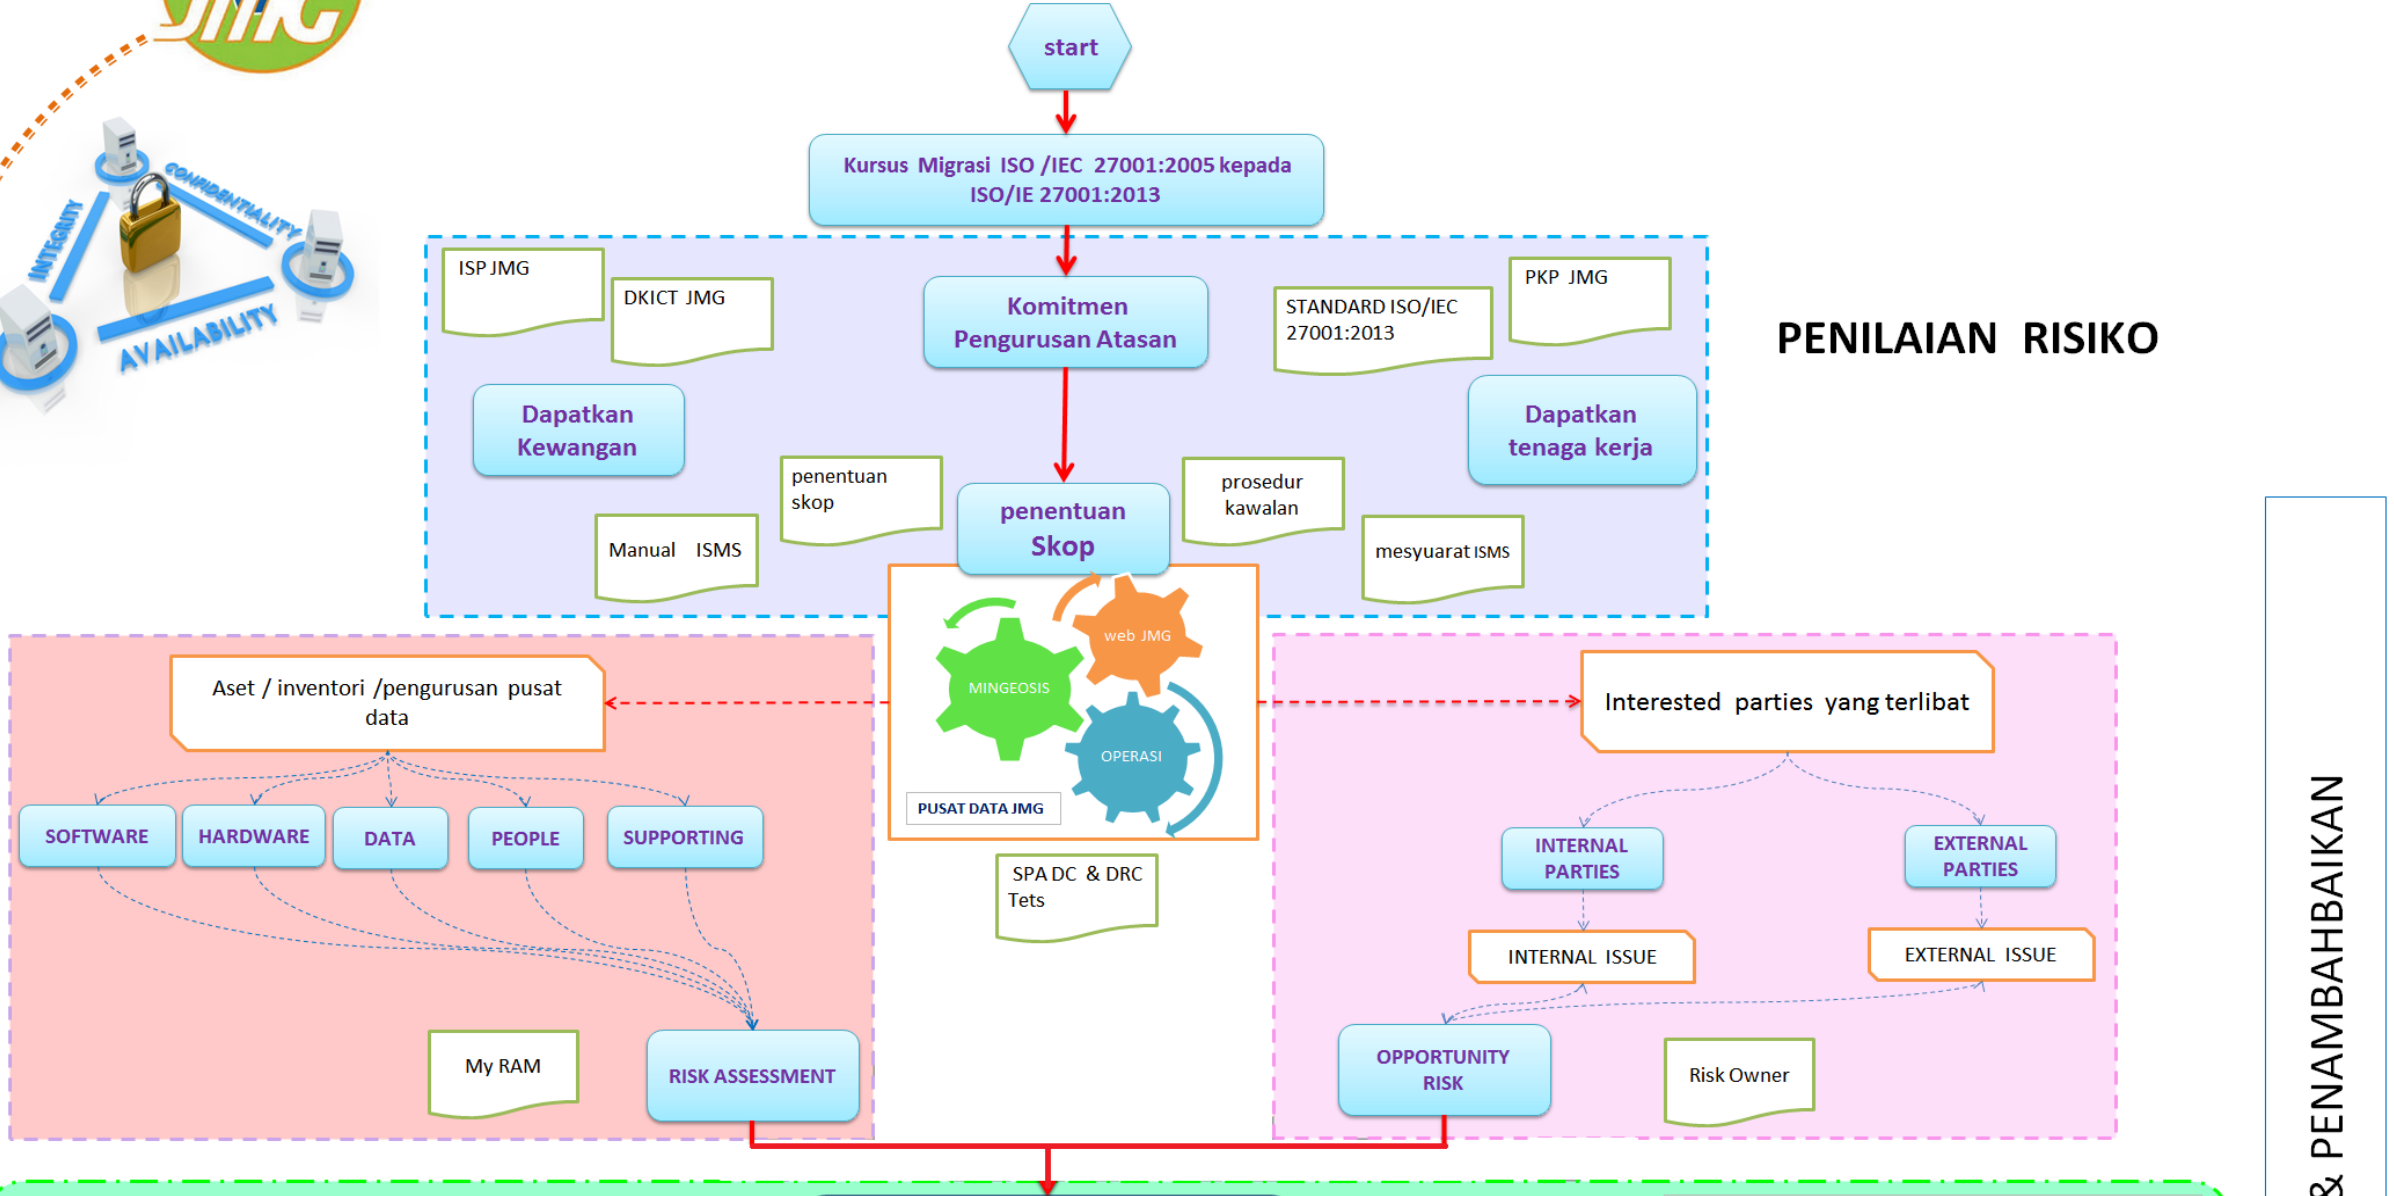 JMG
start
Kursus Migrasi ISO /IEC 27001:2005 kepada
ISO/IE 27001:2013
INTEGRITY
CONFIDENTIALITY
AVAILABILITY
ISP JMG
DKICT JMG
Komitmen
Pengurusan Atasan
STANDARD ISO/IEC
27001:2013
PKP JMG
PENILAIAN RISIKO
Dapatkan
Kewangan
Dapatkan
tenaga kerja
penentuan
skop
penentuan
Skop
prosedur
kawalan
Manual ISMS
mesyuarat ISMS
web JMG
MINGEOSIS
OPERASI
PUSAT DATA JMG
Aset / inventori /pengurusan pusat
data
Interested parties yang terlibat
SOFTWARE
HARDWARE
DATA
PEOPLE
SUPPORTING
INTERNAL
PARTIES
EXTERNAL
PARTIES
SPA DC & DRC
Tets
INTERNAL ISSUE
EXTERNAL ISSUE
My RAM
RISK ASSESSMENT
OPPORTUNITY
RISK
Risk Owner
& PENAMBAHBAIKAN